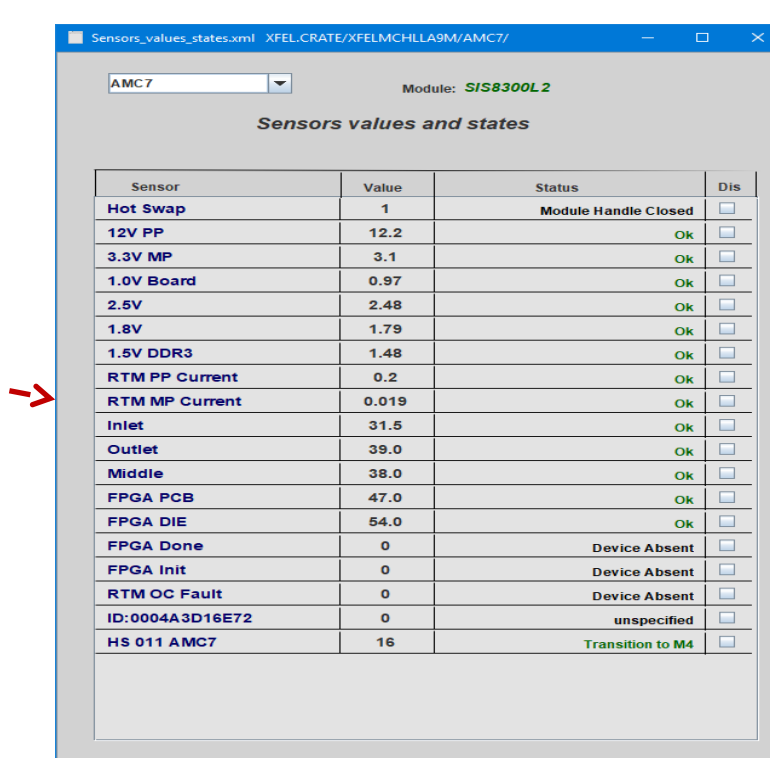 Sensors_values_states.xml XFEL.CRATE/XFELMCHLLA9M/AMC7/
AMC7 Module: SIS8300L2
Sensors values and states
Sensor Value Status Dis
Hot Swap 1 Module Handle Closed
12V PP 12.2 Ok
3.3V MP 3.1 Ok
1.0V Board 0.97 Ok
2.5V 2.48 Ok
1.8V 1.79 Ok
1.5V DDR3 1.48 Ok
RTM PP Current 0.2 Ok
RTM MP Current 0.019 Ok
Inlet 31.5 Ok
Outlet 39.0 Ok
Middle 38.0 Ok
FPGA PCB 47.0 Ok
FPGA DIE 54.0 Ok
FPGA Done 0 Device Absent
FPGA Init 0 Device Absent
RTM OC Fault 0 Device Absent
ID:0004A3D16E72 0 unspecified
HS 011 AMC7 16 Transition to M4